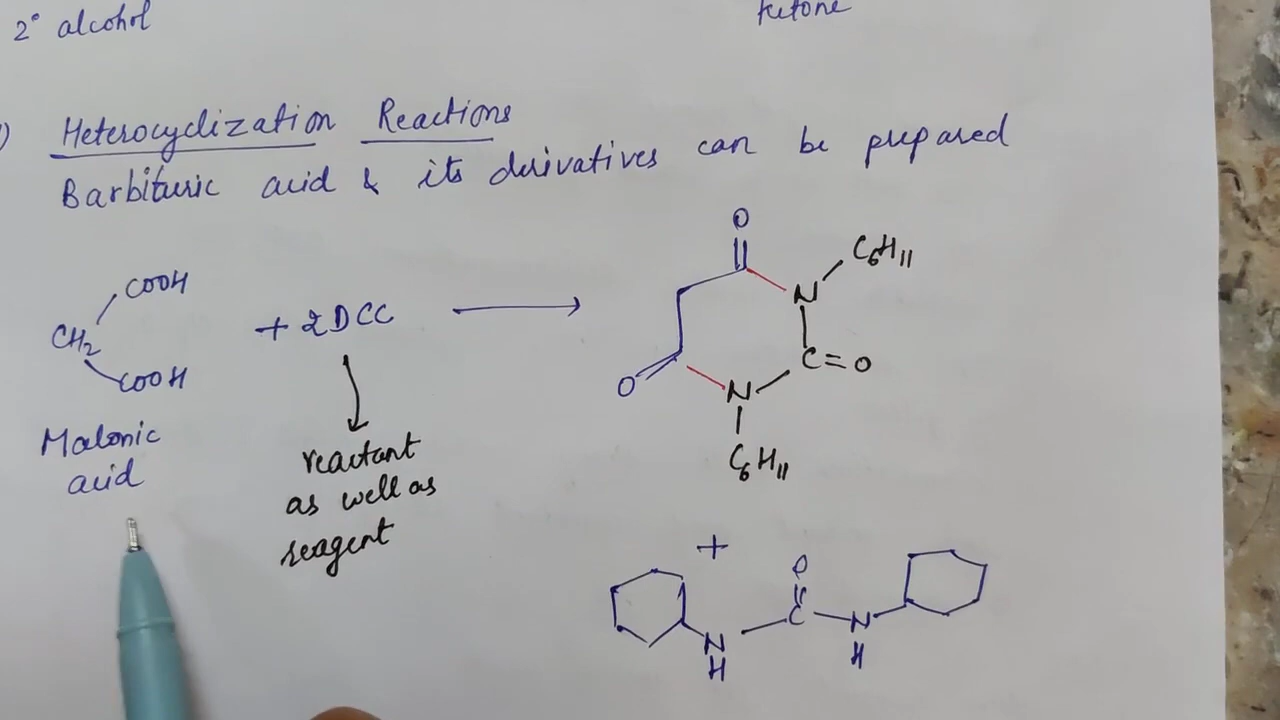 2° alcohol
ketone
) Heterocyclization Reactions
Barbituric acid & its derivatives can be prepared
O
COOH
C₆H₁₁
N
CH₂
+ 2DCC
C=O
COOH
O
N
Malonic
acid
reactant
as well as
reagent
C₆H₁₁
+
O
C
N
H
N
H